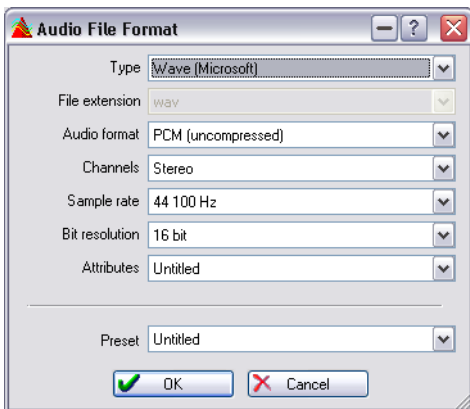 Audio File Format
Type Wave (Microsoft)
File extension wav
Audio format PCM (uncompressed)
Channels Stereo
Sample rate 44 100 Hz
Bit resolution 16 bit
Attributes Untitled
Preset Untitled
OK Cancel